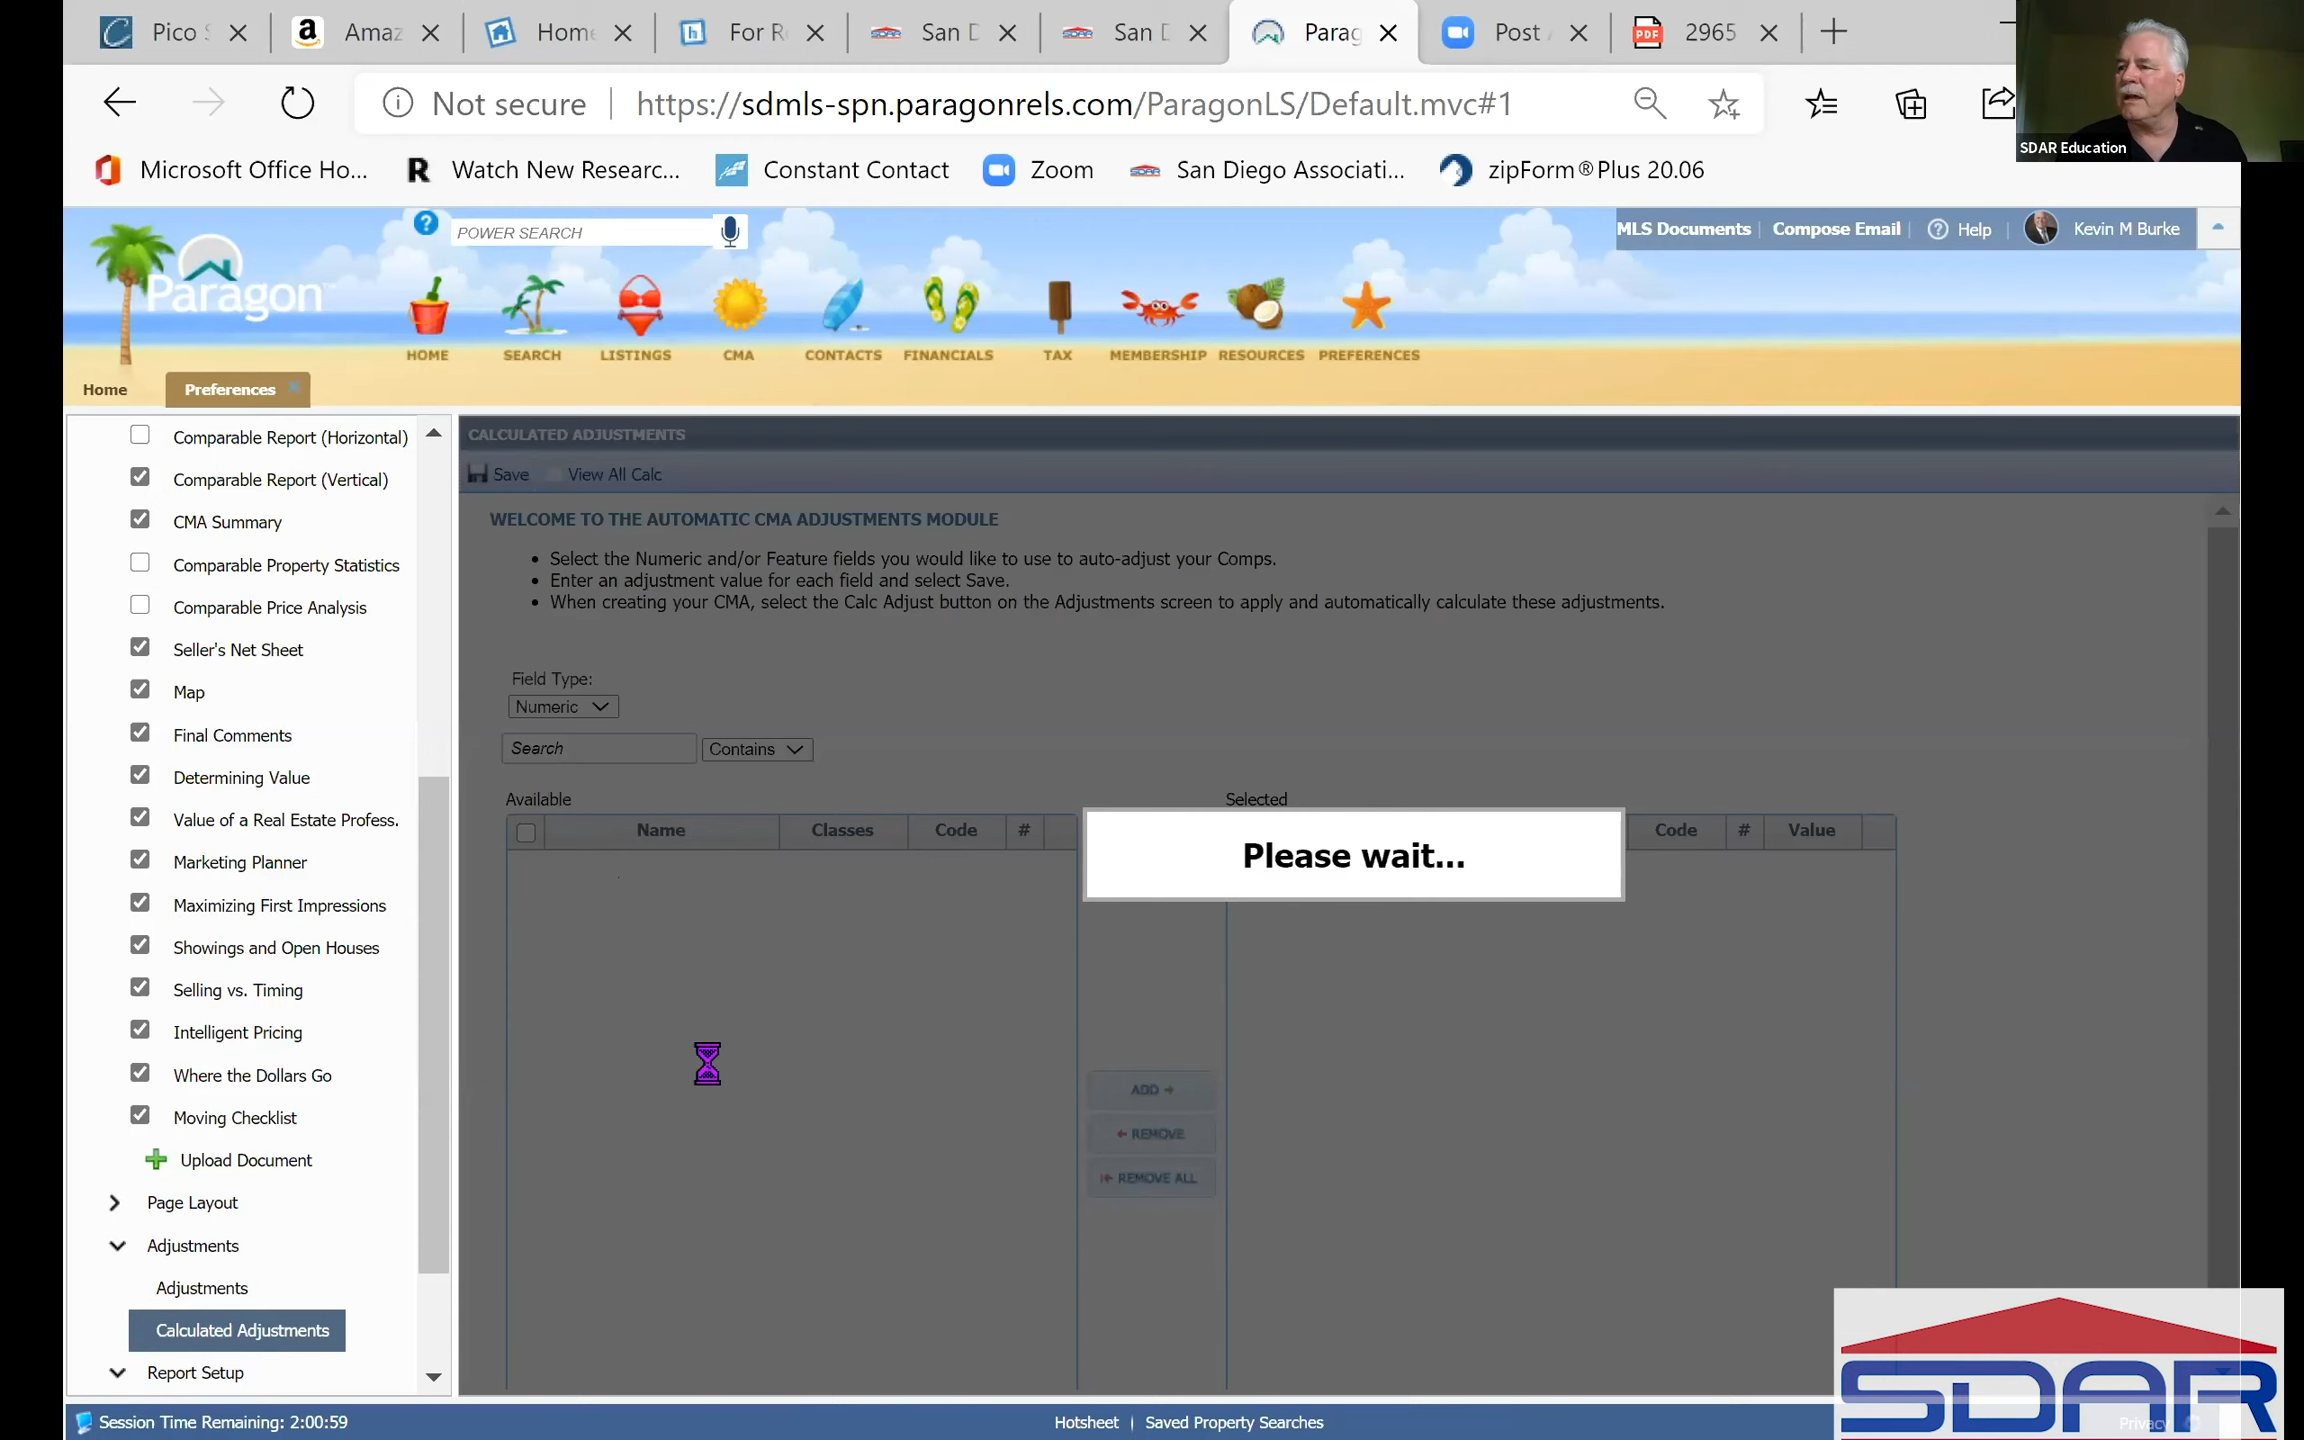 Pico S
Amaz
Home
For Re
San D
San D
Parag
Post A
PDF
2965
Not secure
https://sdmls-spn.paragonrels.com/ParagonLS/Default.mvc#1
SDAR Education
Microsoft Office Ho...
Watch New Researc...
Constant Contact
Zoom
San Diego Associati...
zipForm®Plus 20.06
POWER SEARCH
MLS Documents
Compose Email
Help
Kevin M Burke
Paragon
HOME
SEARCH
LISTINGS
CMA
CONTACTS
FINANCIALS
TAX
MEMBERSHIP
RESOURCES
PREFERENCES
Home
Preferences
Comparable Report (Horizontal)
Comparable Report (Vertical)
CMA Summary
Comparable Property Statistics
Comparable Price Analysis
Seller's Net Sheet
Map
Final Comments
Determining Value
Value of a Real Estate Profess.
Marketing Planner
Maximizing First Impressions
Showings and Open Houses
Selling vs. Timing
Intelligent Pricing
Where the Dollars Go
Moving Checklist
Upload Document
Page Layout
Adjustments
Adjustments
Calculated Adjustments
Report Setup
CALCULATED ADJUSTMENTS
Save
View All Calc
WELCOME TO THE AUTOMATIC CMA ADJUSTMENTS MODULE
• Select the Numeric and/or Feature fields you would like to use to auto-adjust your Comps.
• Enter an adjustment value for each field and select Save.
• When creating your CMA, select the Calc Adjust button on the Adjustments screen to apply and automatically calculate these adjustments.
Field Type:
Numeric
Search
Contains
Available
Name
Classes
Code
#
Selected
Code
#
Value
Please wait...
ADD
REMOVE
REMOVE ALL
Session Time Remaining: 2:00:59
Hotsheet | Saved Property Searches
Privacy
SDAR